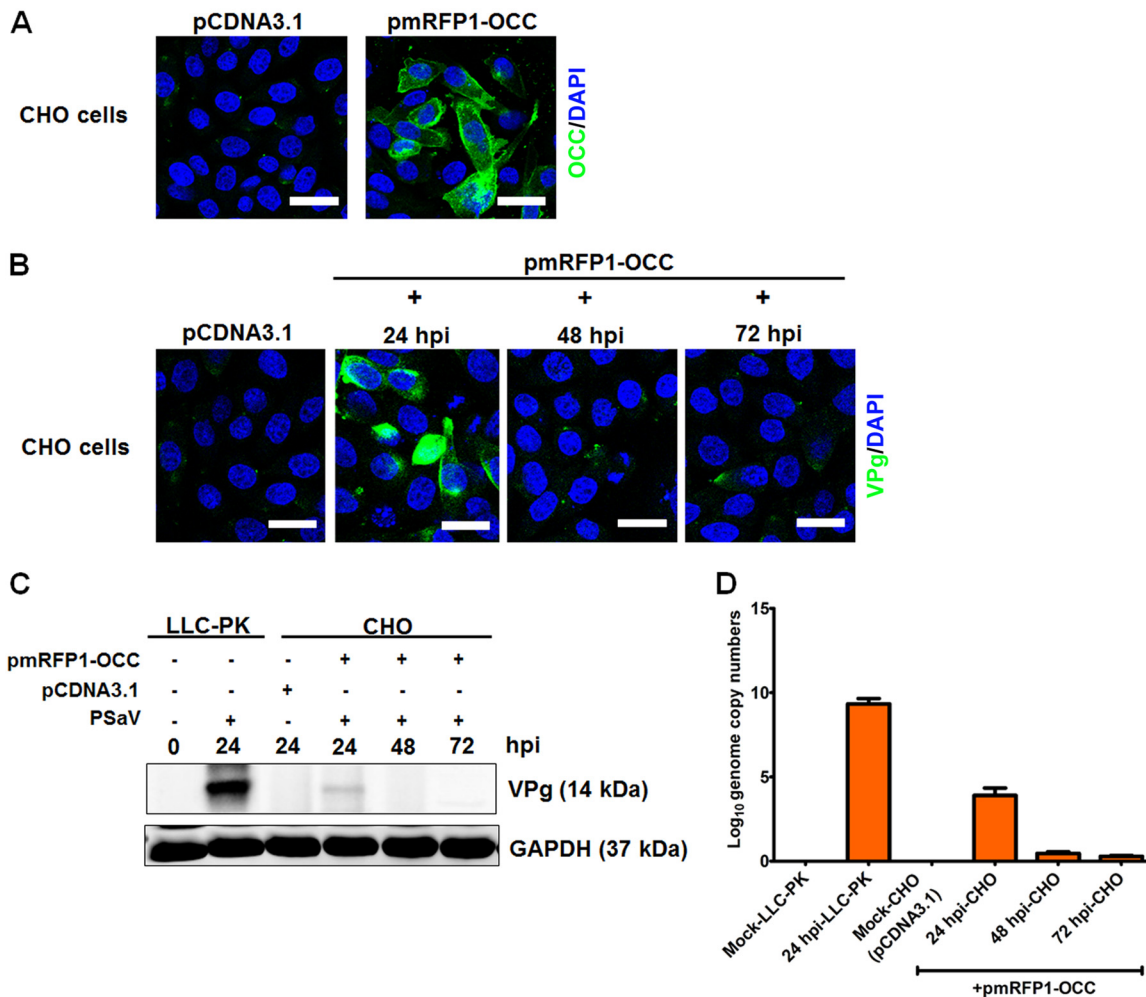 A
pCDNA3.1 pmRFP1-OCC
CHO cells
OCC/DAPI
B
pmRFP1-OCC
+ + +
pCDNA3.1 24 hpi 48 hpi 72 hpi
CHO cells
VPg/DAPI
C
LLC-PK CHO
pmRFP1-OCC - - - + + +
pCDNA3.1 - - + - - -
PSaV - + - + + +
0 24 24 24 48 72 hpi
VPg (14 kDa)
GAPDH (37 kDa)
D
Log10 genome copy numbers
15
10
5
0
Mock-LLC-PK
24 hpi-LLC-PK
Mock-CHO
(pCDNA3.1)
24 hpi-CHO
48 hpi-CHO
72 hpi-CHO
+pmRFP1-OCC